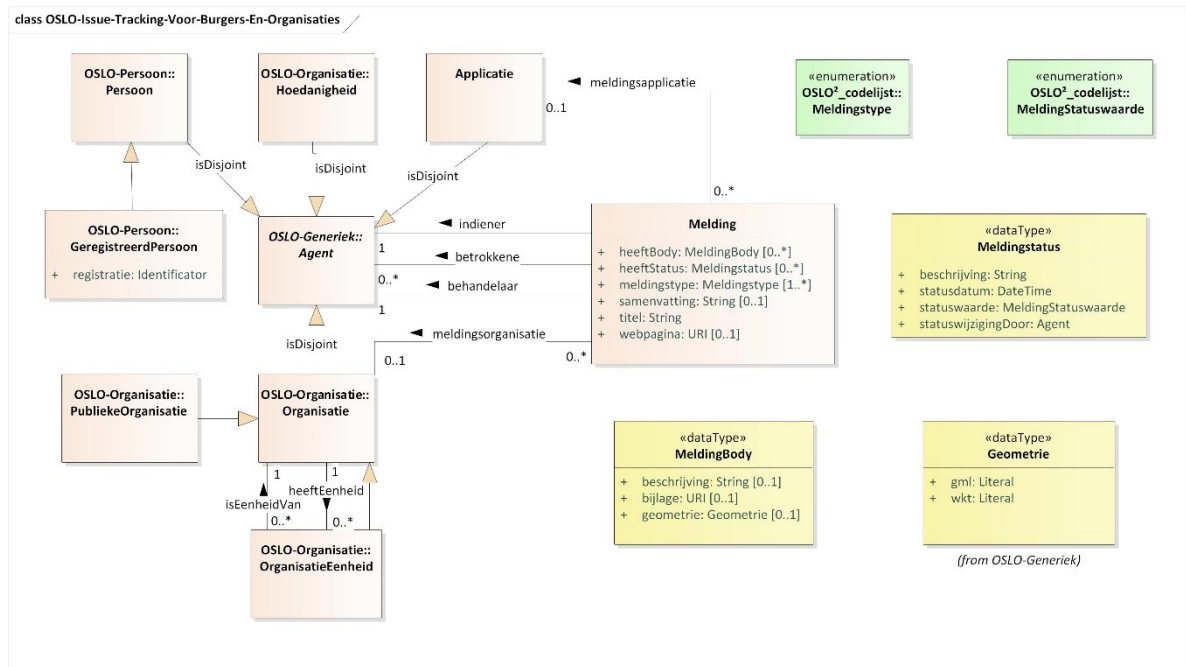 class OSLO-Issue-Tracking-Voor-Burgers-En-Organisaties
OSLO-Persoon::
Persoon
OSLO-Organisatie::
Hoedanigheid
Applicatie
meldingsapplicatie
0..1
0..*
«enumeration»
OSLO²_codelijst::
Meldingstype
«enumeration»
OSLO²_codelijst::
MeldingStatuswaarde
isDisjoint
isDisjoint
isDisjoint
OSLO-Persoon::
GeregistreerdPersoon
+ registratie: Identificator
OSLO-Generiek::
Agent
indiener
1
betrokkene
0..*
behandelaar
1
isDisjoint
Melding
+ heeftBody: MeldingBody [0..*]
+ heeftStatus: Meldingstatus [0..*]
+ meldingstype: Meldingstype [1..*]
+ samenvatting: String [0..1]
+ titel: String
+ webpagina: URI [0..1]
«dataType»
Meldingstatus
+ beschrijving: String
+ statusdatum: DateTime
+ statuswaarde: MeldingStatuswaarde
+ statuswijzigingDoor: Agent
meldingsorganisatie
0..1
0..*
OSLO-Organisatie::
PubliekeOrganisatie
OSLO-Organisatie::
Organisatie
1
1
heeftEenheid
isEenheidVan
0..*
0..*
OSLO-Organisatie::
OrganisatieEenheid
«dataType»
MeldingBody
+ beschrijving: String [0..1]
+ bijlage: URI [0..1]
+ geometrie: Geometrie [0..1]
«dataType»
Geometrie
+ gml: Literal
+ wkt: Literal
(from OSLO-Generiek)